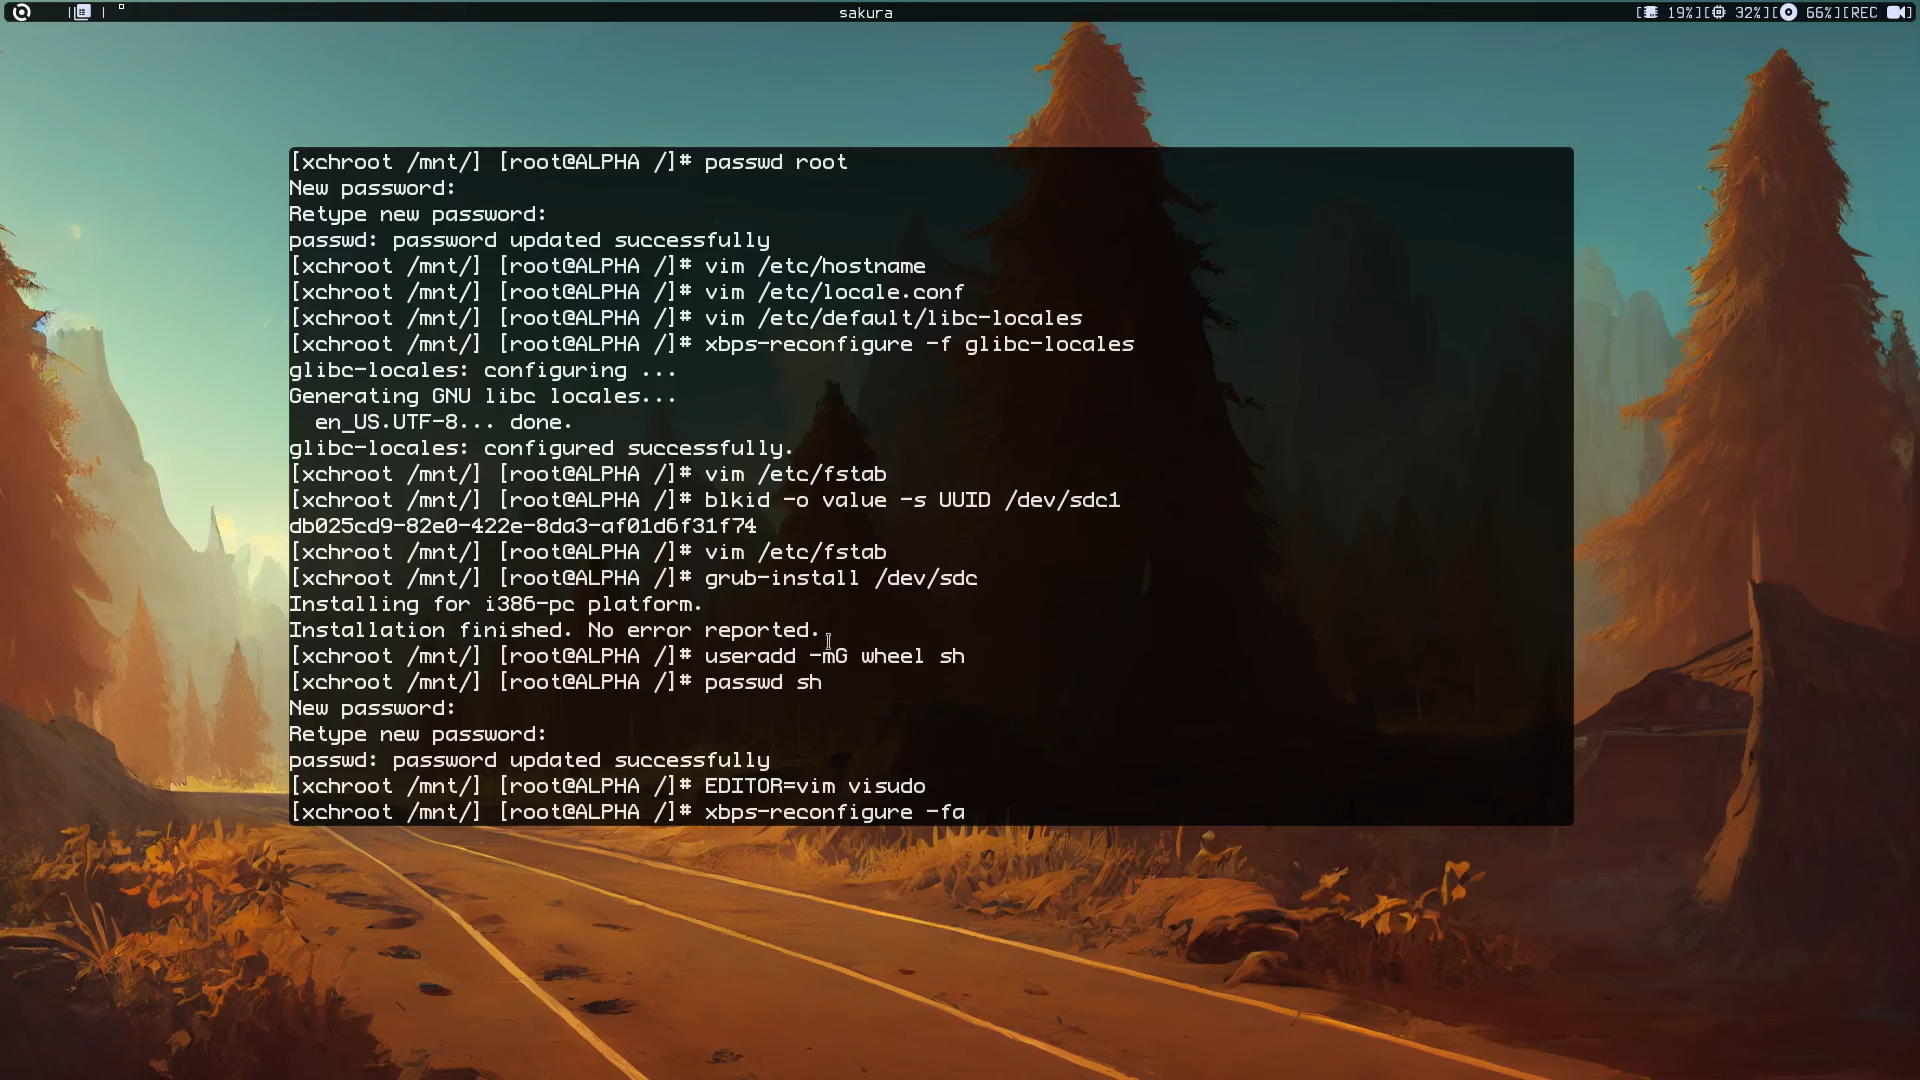 | | sakura [ 19%][ 32%][ 66%][REC ]
[xchroot /mnt/] [root@ALPHA /]# passwd root
New password:
Retype new password:
passwd: password updated successfully
[xchroot /mnt/] [root@ALPHA /]# vim /etc/hostname
[xchroot /mnt/] [root@ALPHA /]# vim /etc/locale.conf
[xchroot /mnt/] [root@ALPHA /]# vim /etc/default/libc-locales
[xchroot /mnt/] [root@ALPHA /]# xbps-reconfigure -f glibc-locales
glibc-locales: configuring ...
Generating GNU libc locales...
  en_US.UTF-8... done.
glibc-locales: configured successfully.
[xchroot /mnt/] [root@ALPHA /]# vim /etc/fstab
[xchroot /mnt/] [root@ALPHA /]# blkid -o value -s UUID /dev/sdc1
db025cd9-82e0-422e-8da3-af01d6f31f74
[xchroot /mnt/] [root@ALPHA /]# vim /etc/fstab
[xchroot /mnt/] [root@ALPHA /]# grub-install /dev/sdc
Installing for i386-pc platform.
Installation finished. No error reported.
[xchroot /mnt/] [root@ALPHA /]# useradd -mG wheel sh
[xchroot /mnt/] [root@ALPHA /]# passwd sh
New password:
Retype new password:
passwd: password updated successfully
[xchroot /mnt/] [root@ALPHA /]# EDITOR=vim visudo
[xchroot /mnt/] [root@ALPHA /]# xbps-reconfigure -fa